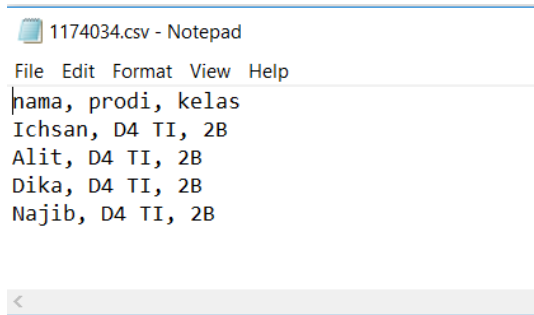 1174034.csv - Notepad
File Edit Format View Help
nama, prodi, kelas
Ichsan, D4 TI, 2B
Alit, D4 TI, 2B
Dika, D4 TI, 2B
Najib, D4 TI, 2B